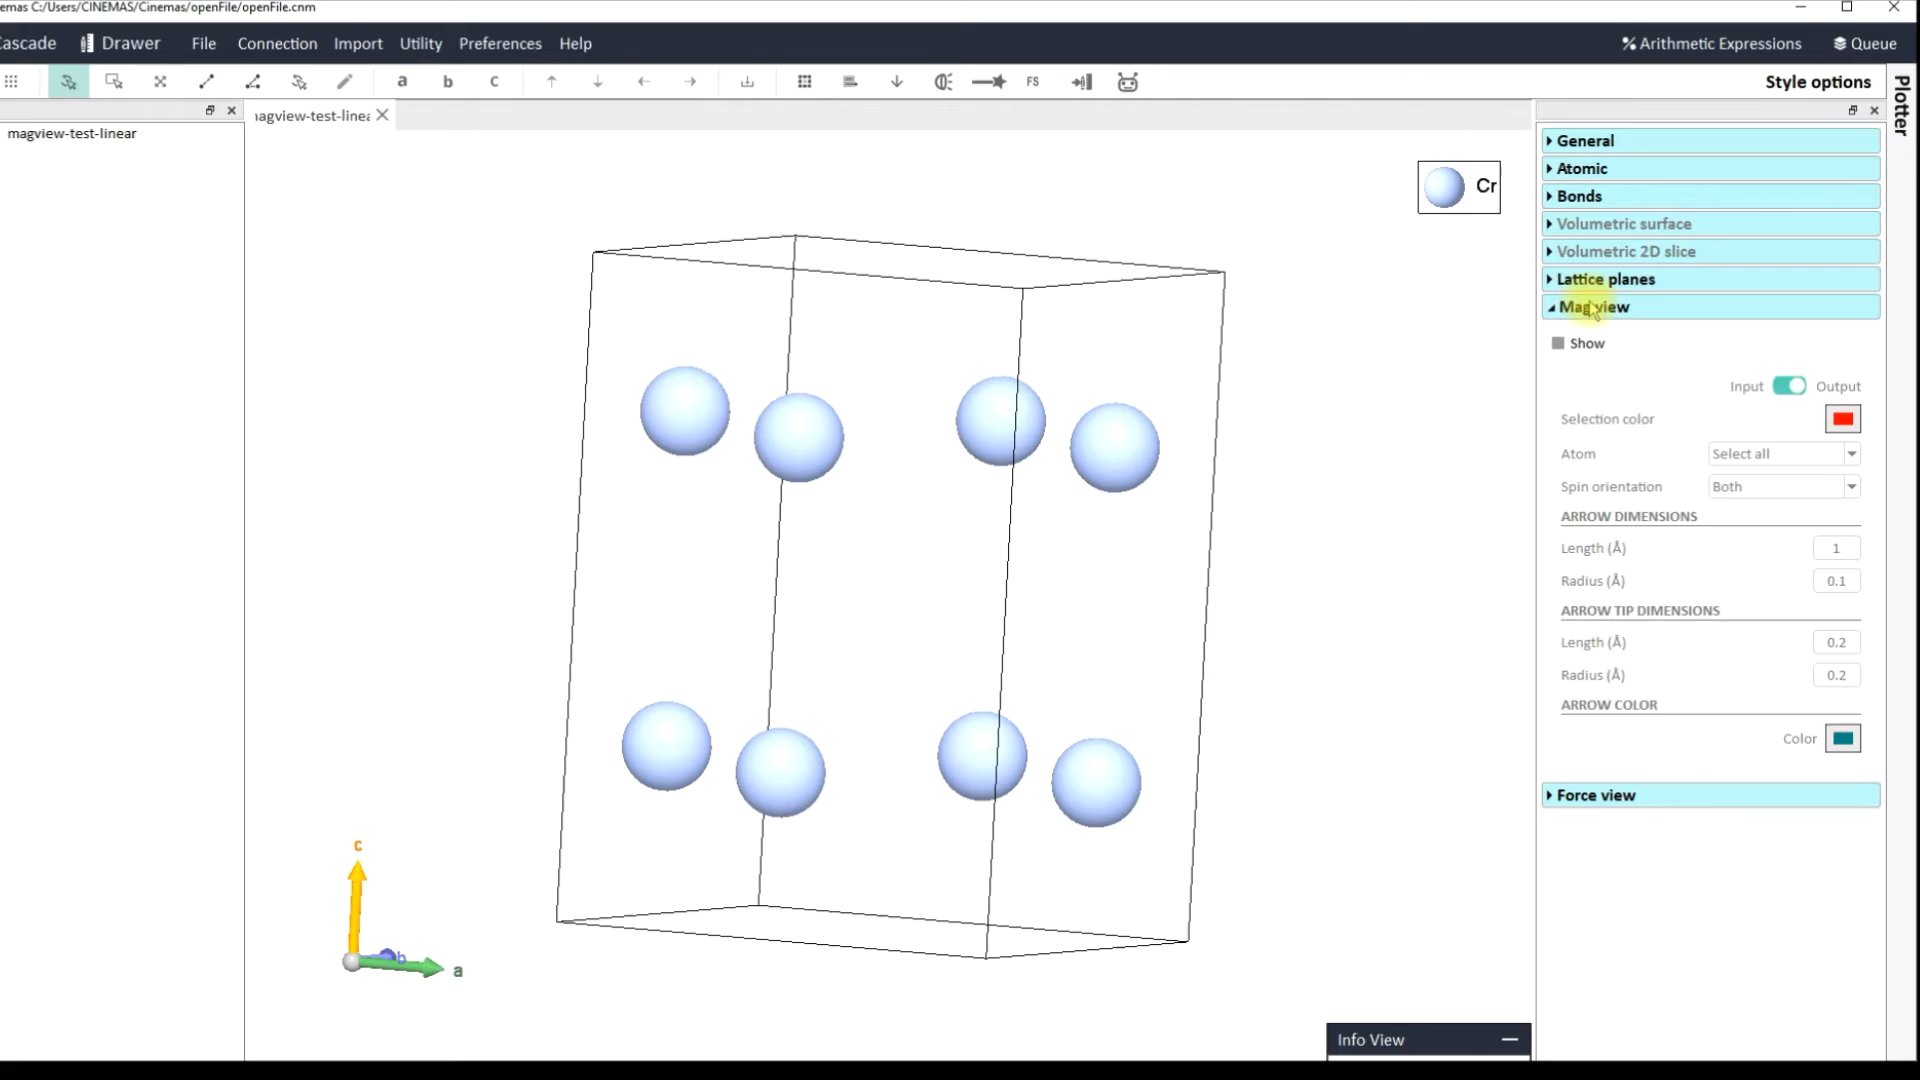 emas C:/Users/CINEMAS/Cinemas/openFile/openFile.cnm
Cascade Drawer File Connection Import Utility Preferences Help Arithmetic Expressions Queue
a b c FS Style options
Plotter
magview-test-linea
magview-test-linear
General
Atomic
Bonds
Volumetric surface
Volumetric 2D slice
Lattice planes
Mag view
Show
Input Output
Selection color
Atom Select all
Spin orientation Both
ARROW DIMENSIONS
Length (Å) 1
Radius (Å) 0.1
ARROW TIP DIMENSIONS
Length (Å) 0.2
Radius (Å) 0.2
ARROW COLOR
Color
Force view
Cr
c
b
a
Info View